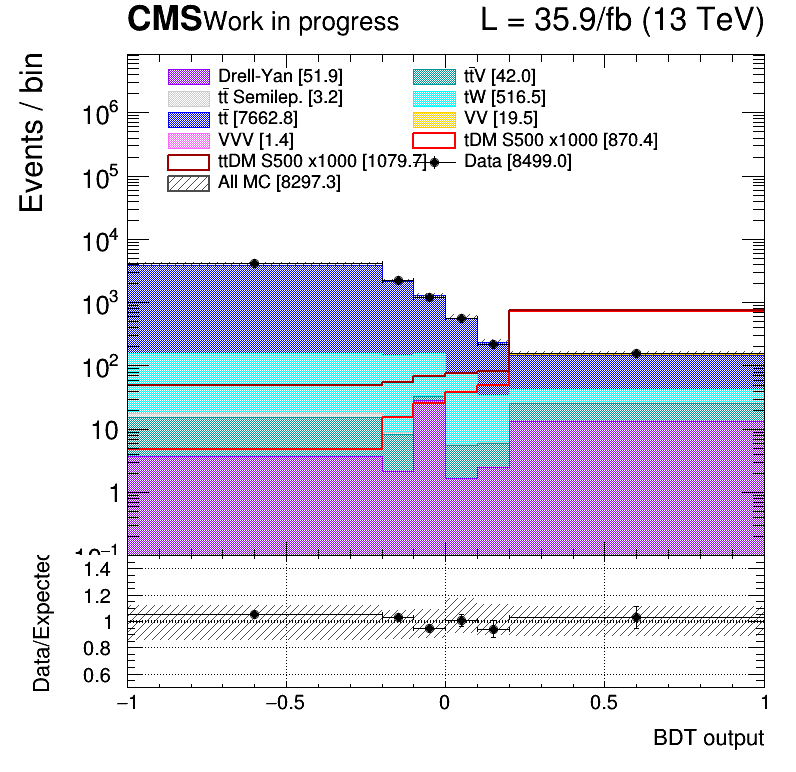 CMS Work in progress L = 35.9/fb (13 TeV)
Drell-Yan [51.9] tt̄V [42.0]
tt̄ Semilep. [3.2] tW [516.5]
tt̄ [7662.8] VV [19.5]
VVV [1.4] tDM S500 x1000 [870.4]
ttDM S500 x1000 [1079.7] Data [8499.0]
All MC [8297.3]
Events / bin
10⁶
10⁵
10⁴
10³
10²
10
1
10⁻¹
Data/Expected
1.4
1.2
1
0.8
0.6
−1 −0.5 0 0.5 1
BDT output